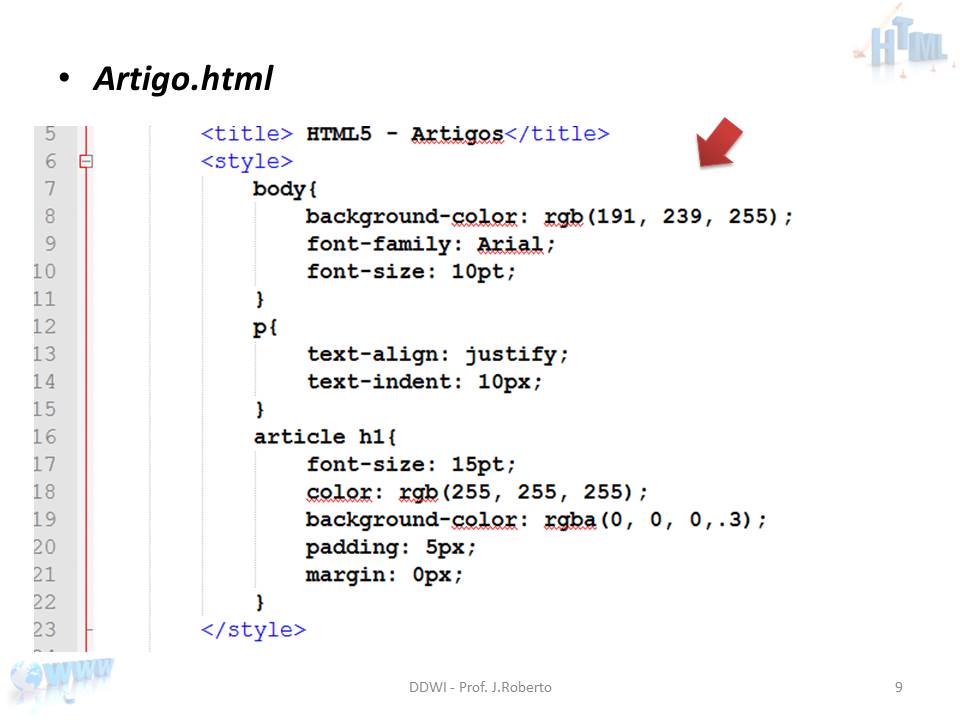 HTML
• Artigo.html
5 <title> HTML5 - Artigos</title>
6 <style>
7 body{
8 background-color: rgb(191, 239, 255);
9 font-family: Arial;
10 font-size: 10pt;
11 }
12 p{
13 text-align: justify;
14 text-indent: 10px;
15 }
16 article h1{
17 font-size: 15pt;
18 color: rgb(255, 255, 255);
19 background-color: rgba(0, 0, 0,.3);
20 padding: 5px;
21 margin: 0px;
22 }
23 </style>
WWW
DDWI - Prof. J.Roberto
9